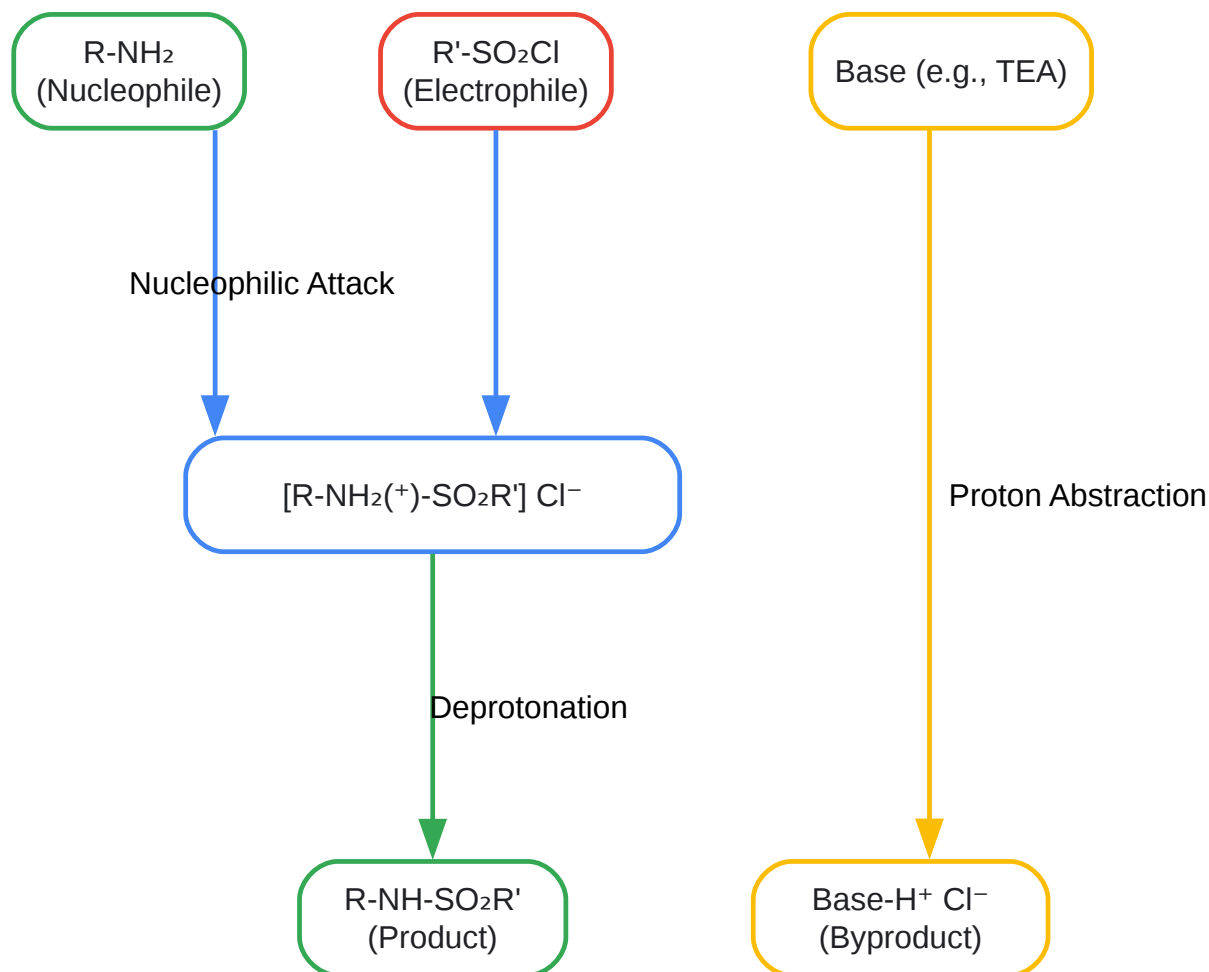 R-NH₂
(Nucleophile)
R'-SO₂Cl
(Electrophile)
Base (e.g., TEA)
Nucleophilic Attack
[R-NH₂(⁺)-SO₂R'] Cl⁻
Proton Abstraction
Deprotonation
R-NH-SO₂R'
(Product)
Base-H⁺ Cl⁻
(Byproduct)